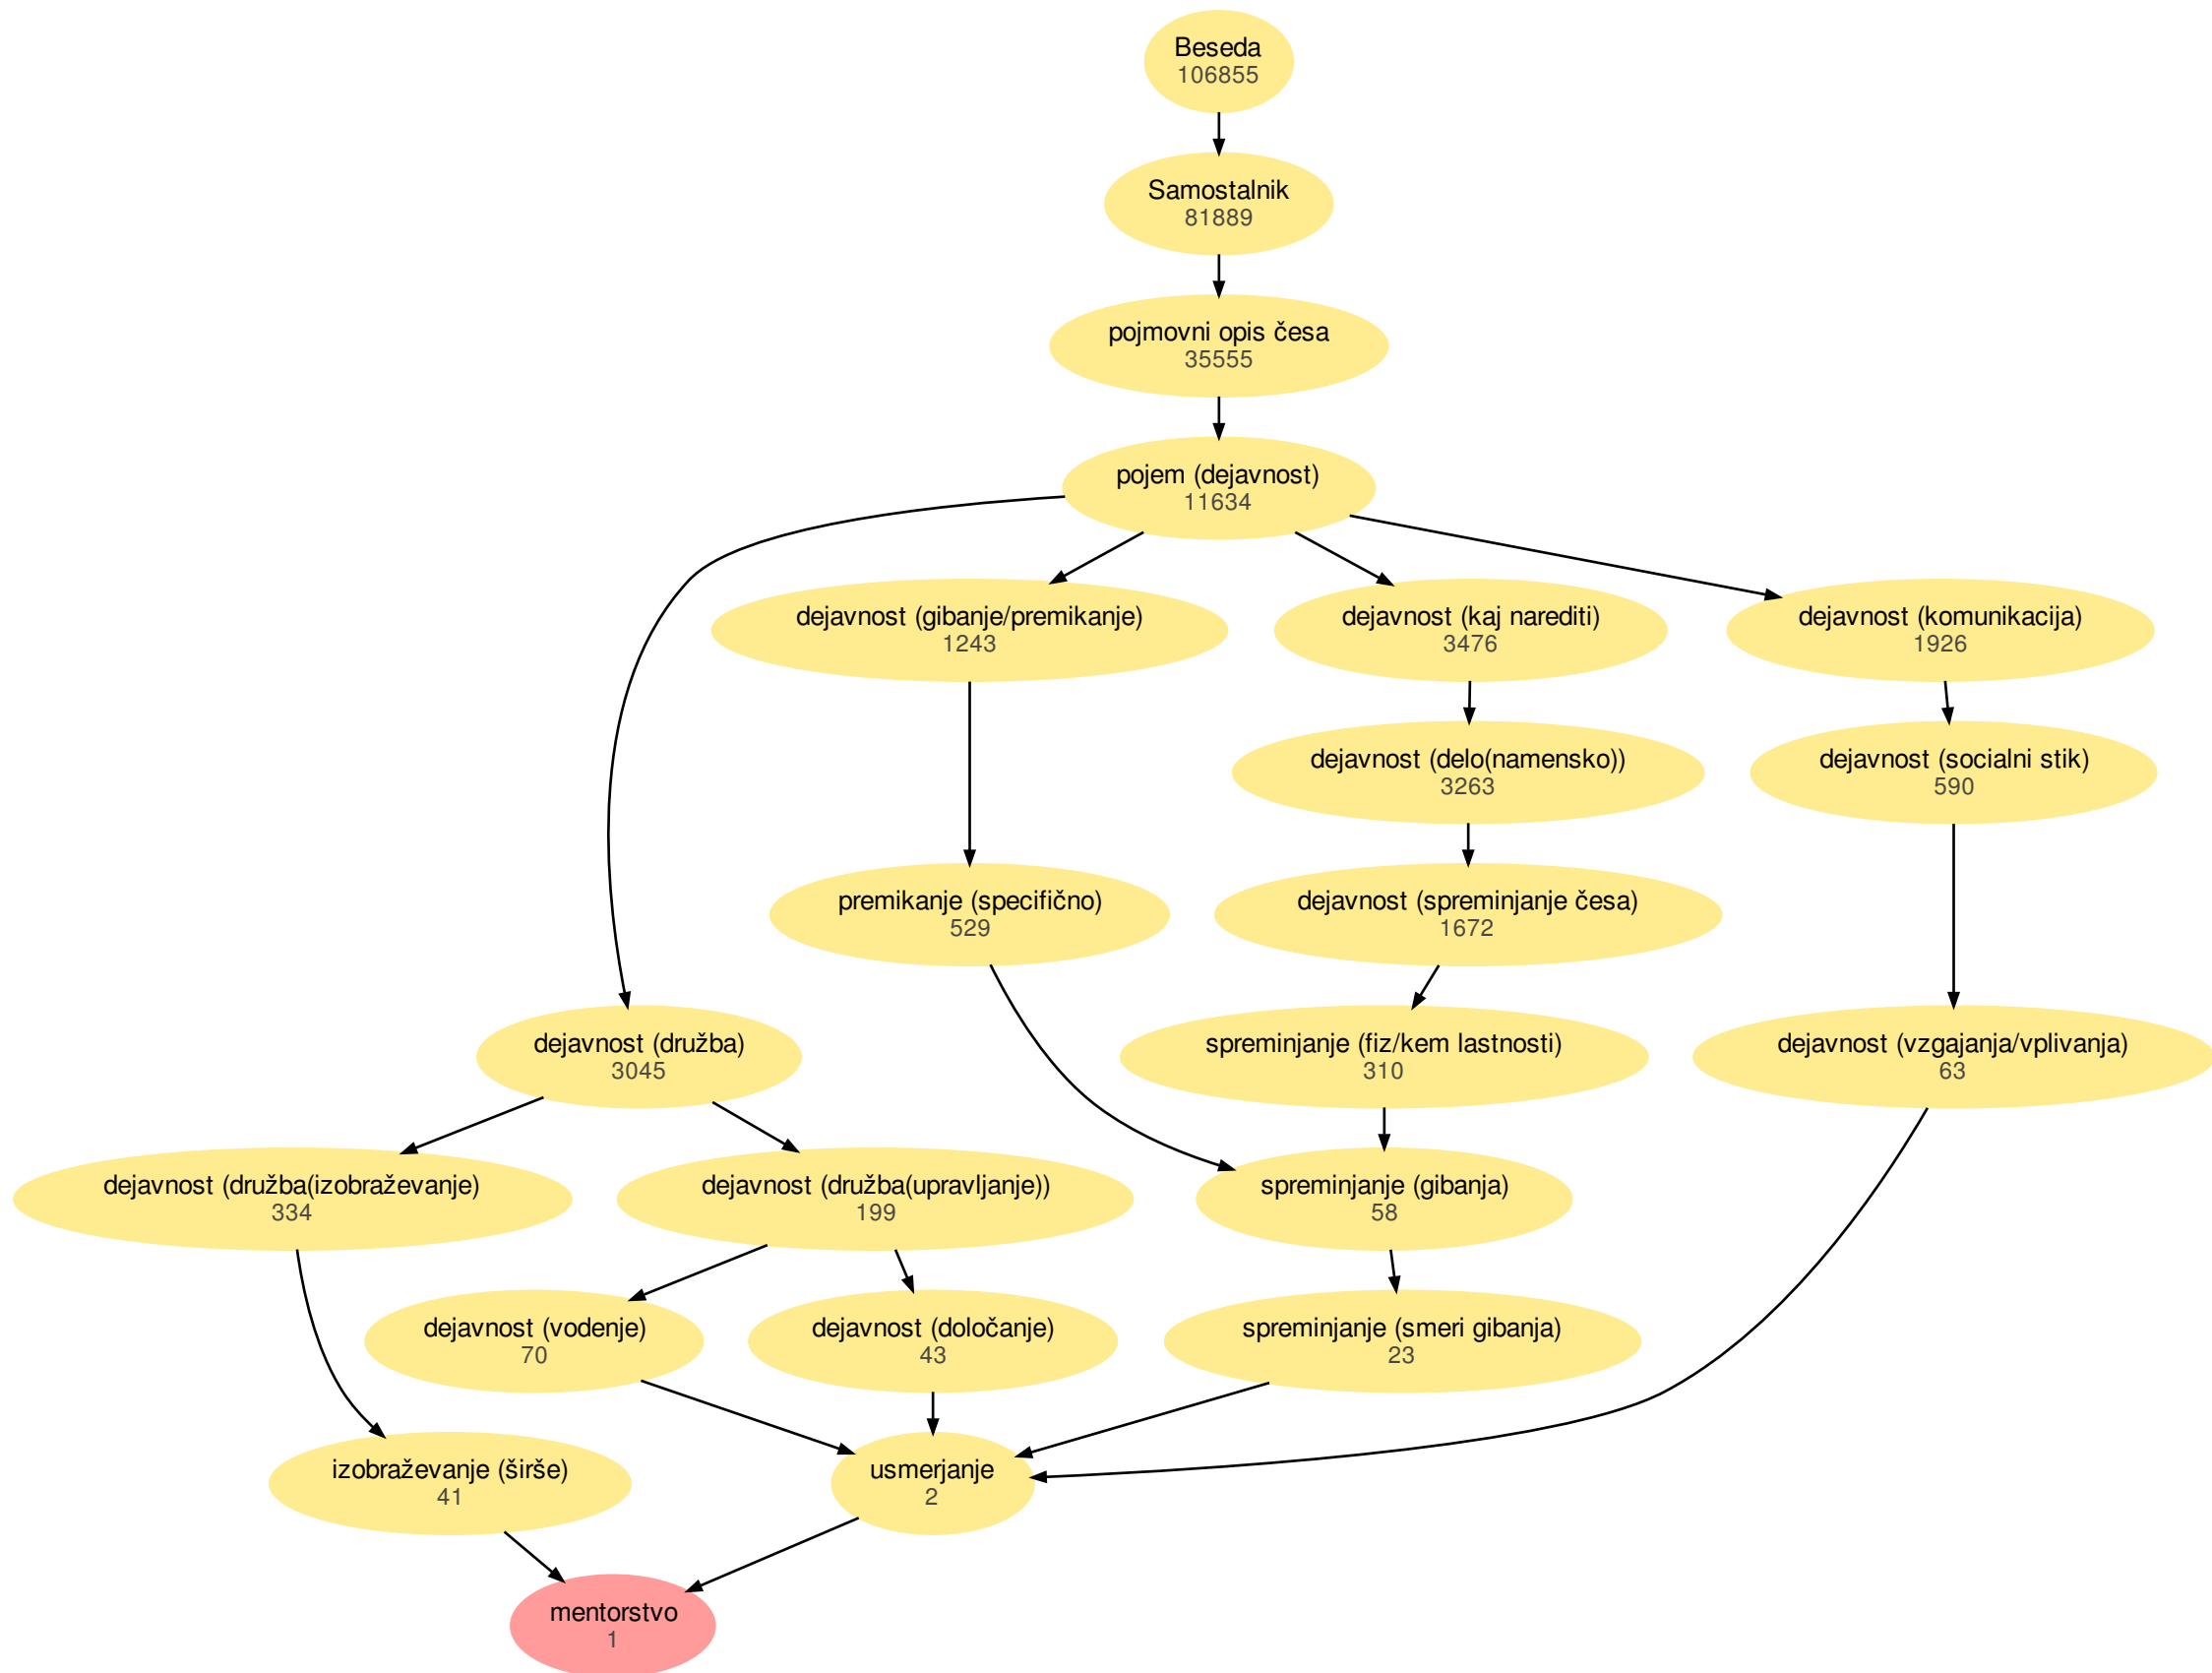 Beseda
106855
Samostalnik
81889
pojmovni opis česa
35555
pojem (dejavnost)
11634
dejavnost (gibanje/premikanje)
1243
dejavnost (kaj narediti)
3476
dejavnost (komunikacija)
1926
dejavnost (delo(namensko))
3263
dejavnost (socialni stik)
590
premikanje (specifično)
529
dejavnost (spreminjanje česa)
1672
dejavnost (družba)
3045
spreminjanje (fiz/kem lastnosti)
310
dejavnost (vzgajanja/vplivanja)
63
dejavnost (družba(izobraževanje)
334
dejavnost (družba(upravljanje))
199
spreminjanje (gibanja)
58
dejavnost (vodenje)
70
dejavnost (določanje)
43
spreminjanje (smeri gibanja)
23
izobraževanje (širše)
41
usmerjanje
2
mentorstvo
1